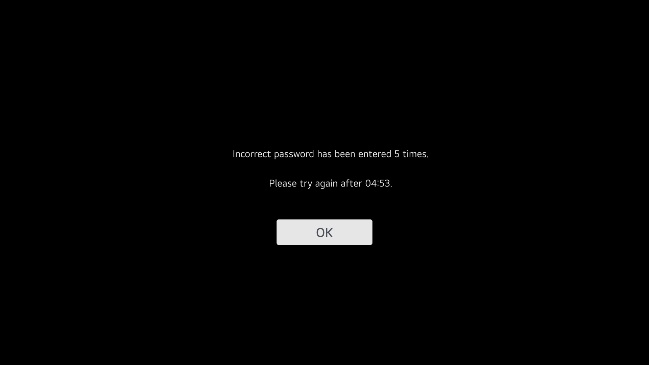 Incorrect password has been entered 5 times.
Please try again after 04:53.
OK